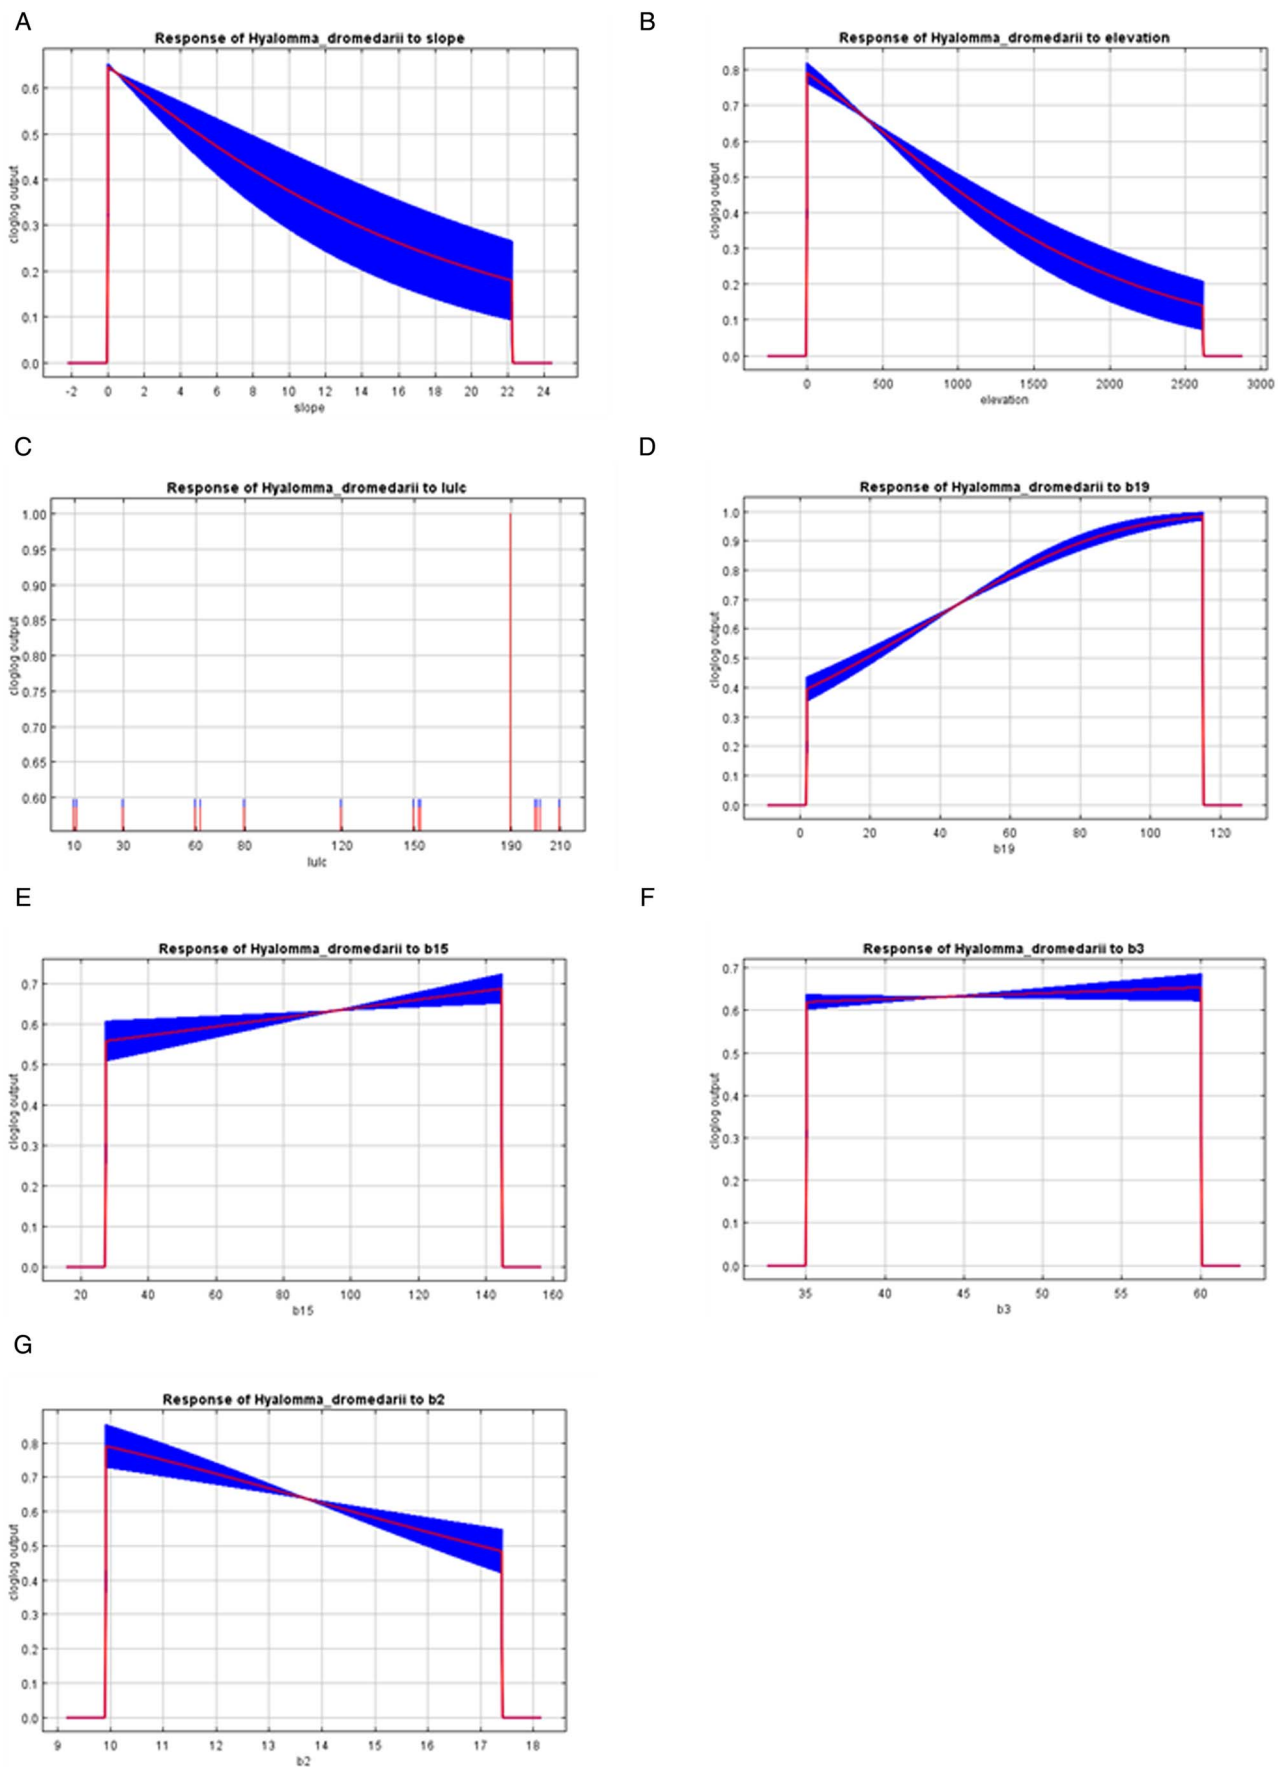 A
Response of Hyalomma_dromedarii to slope
cloglog output
0.6
0.5
0.4
0.3
0.2
0.1
0.0
-2 0 2 4 6 8 10 12 14 16 18 20 22 24
slope
B
Response of Hyalomma_dromedarii to elevation
cloglog output
0.8
0.7
0.6
0.5
0.4
0.3
0.2
0.1
0.0
0 500 1000 1500 2000 2500 3000
elevation
C
Response of Hyalomma_dromedarii to lulc
cloglog output
1.00
0.95
0.90
0.85
0.80
0.75
0.70
0.65
0.60
10 30 60 80 120 150 190 210
lulc
D
Response of Hyalomma_dromedarii to b19
cloglog output
1.0
0.9
0.8
0.7
0.6
0.5
0.4
0.3
0.2
0.1
0.0
0 20 40 60 80 100 120
b19
E
Response of Hyalomma_dromedarii to b15
cloglog output
0.7
0.6
0.5
0.4
0.3
0.2
0.1
0.0
20 40 60 80 100 120 140 160
b15
F
Response of Hyalomma_dromedarii to b3
cloglog output
0.7
0.6
0.5
0.4
0.3
0.2
0.1
0.0
35 40 45 50 55 60
b3
G
Response of Hyalomma_dromedarii to b2
cloglog output
0.8
0.7
0.6
0.5
0.4
0.3
0.2
0.1
0.0
9 10 11 12 13 14 15 16 17 18
b2